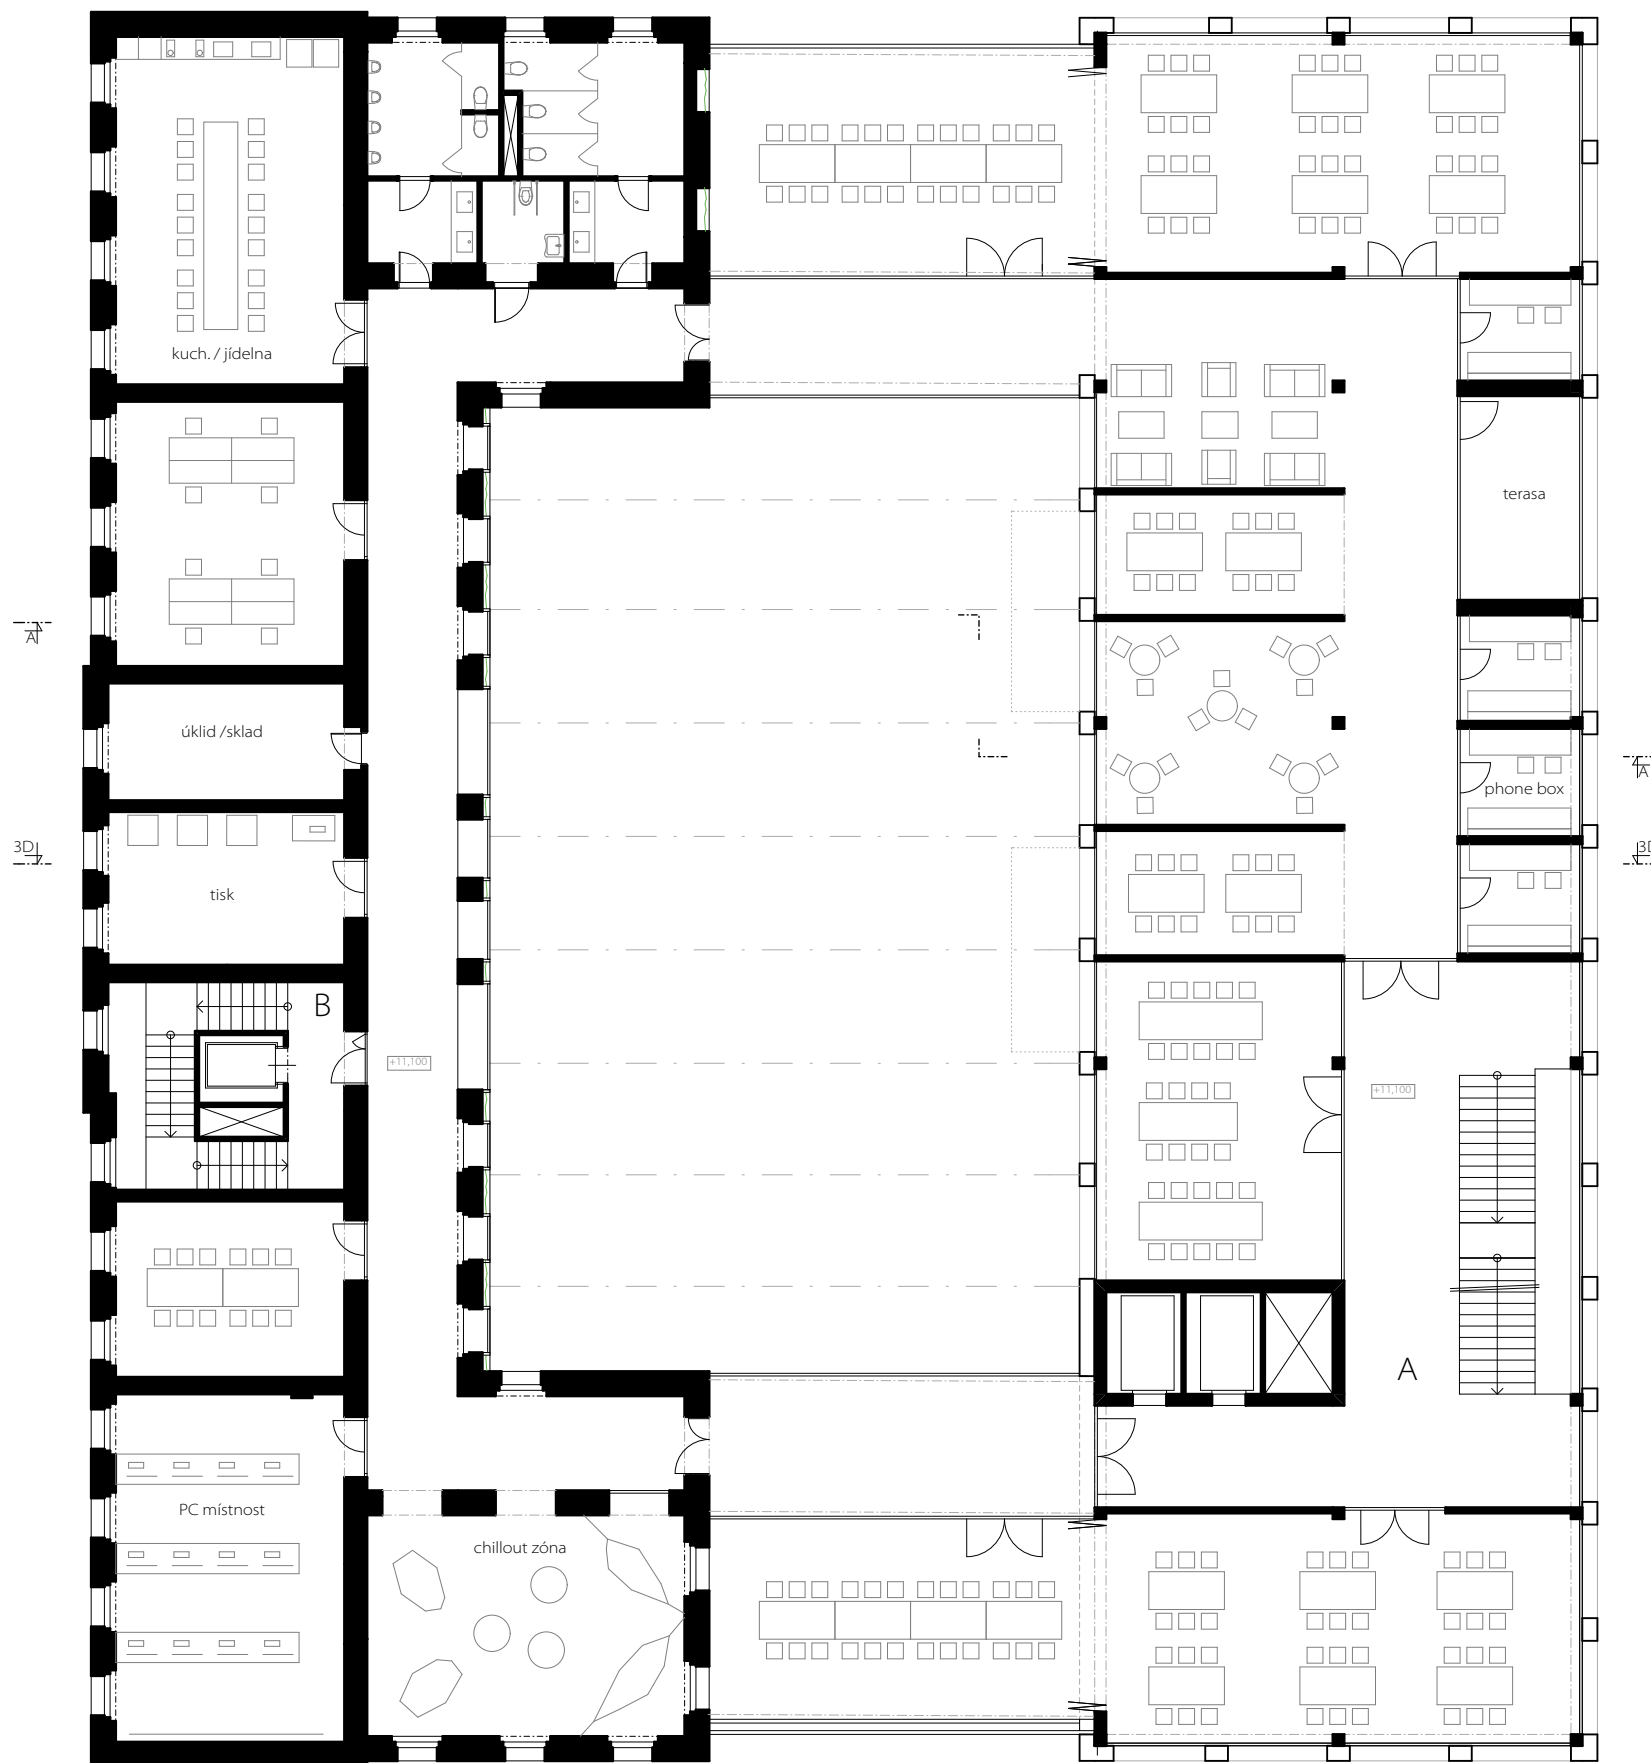 kuch. / jídelna
terasa
A
úklid /sklad
A
phone box
3D
3D
tisk
B
+11,100
+11,100
A
PC místnost
chillout zóna